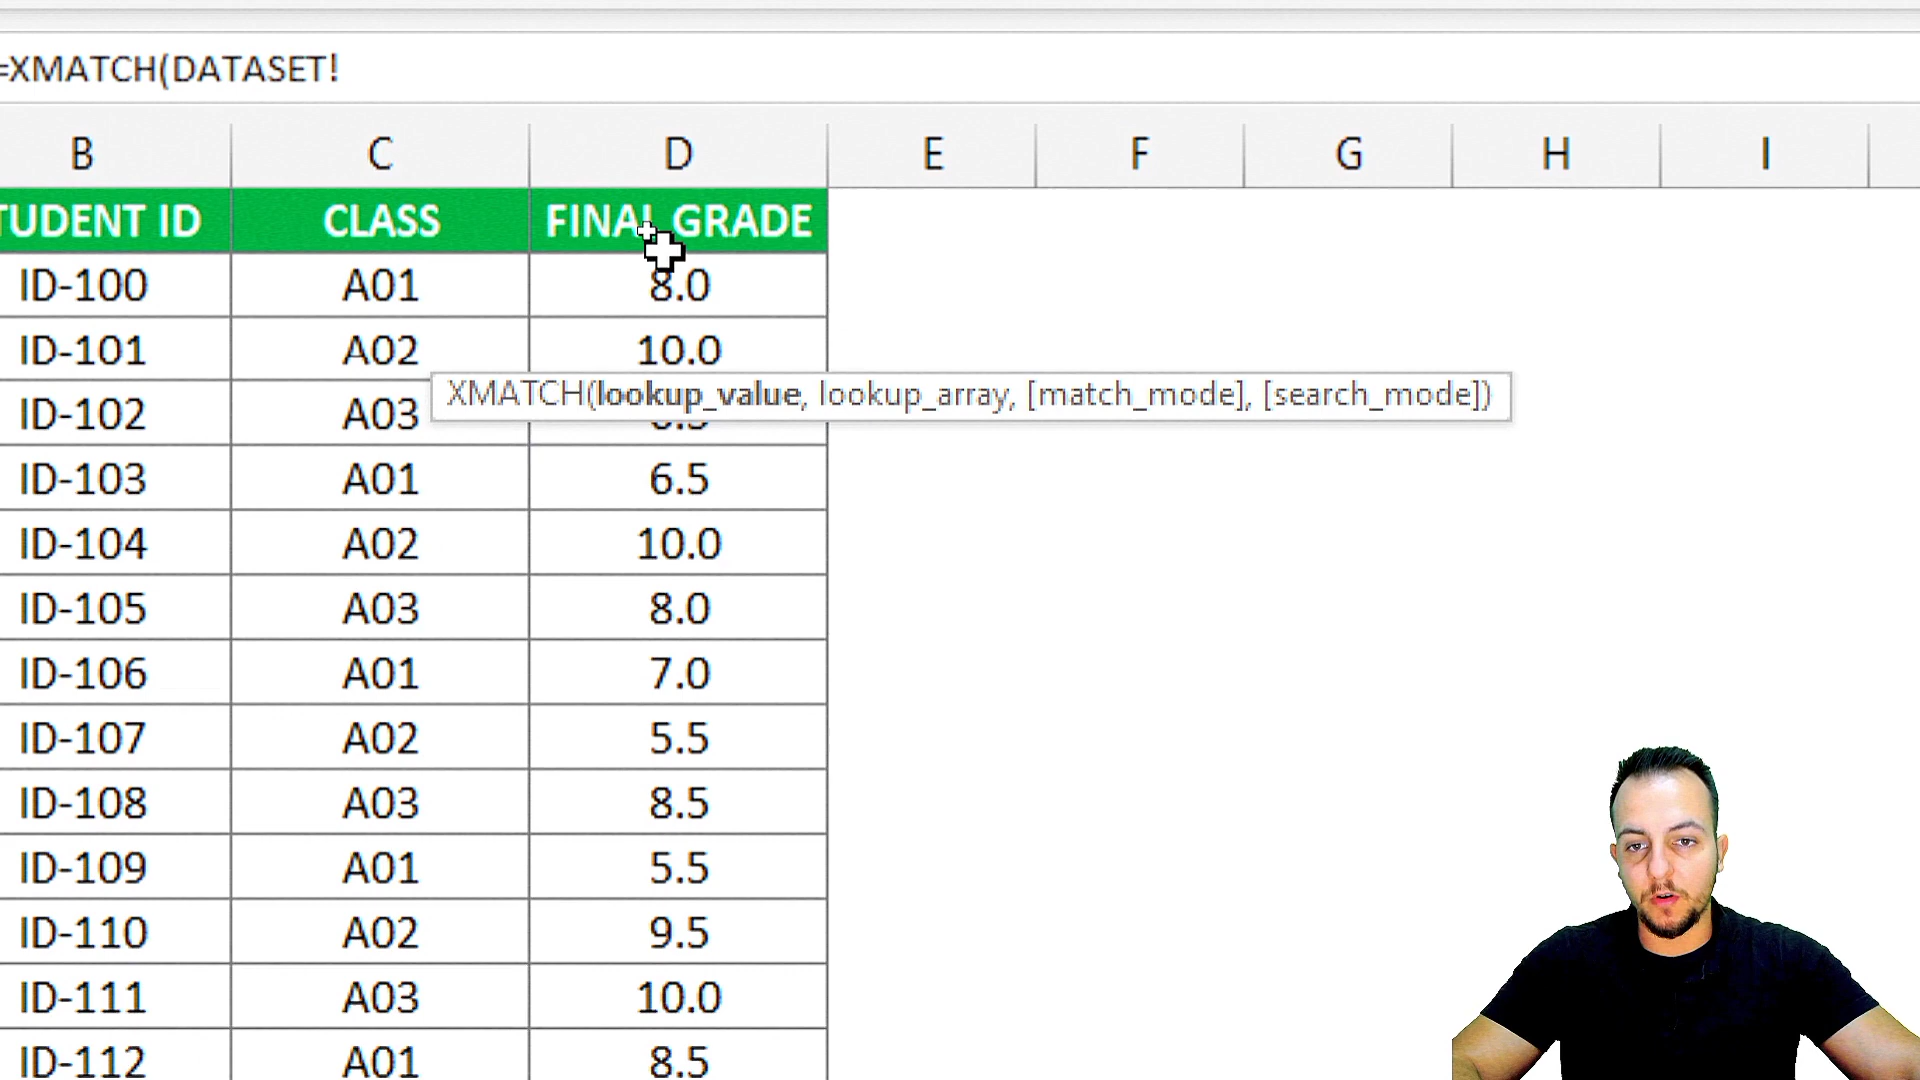 =XMATCH(DATASET!
B C D E F G H I
TUDENT ID CLASS FINAL GRADE
ID-100 A01 8.0
ID-101 A02 10.0
XMATCH(lookup_value, lookup_array, [match_mode], [search_mode])
ID-102 A03
ID-103 A01 6.5
ID-104 A02 10.0
ID-105 A03 8.0
ID-106 A01 7.0
ID-107 A02 5.5
ID-108 A03 8.5
ID-109 A01 5.5
ID-110 A02 9.5
ID-111 A03 10.0
ID-112 A01 8.5